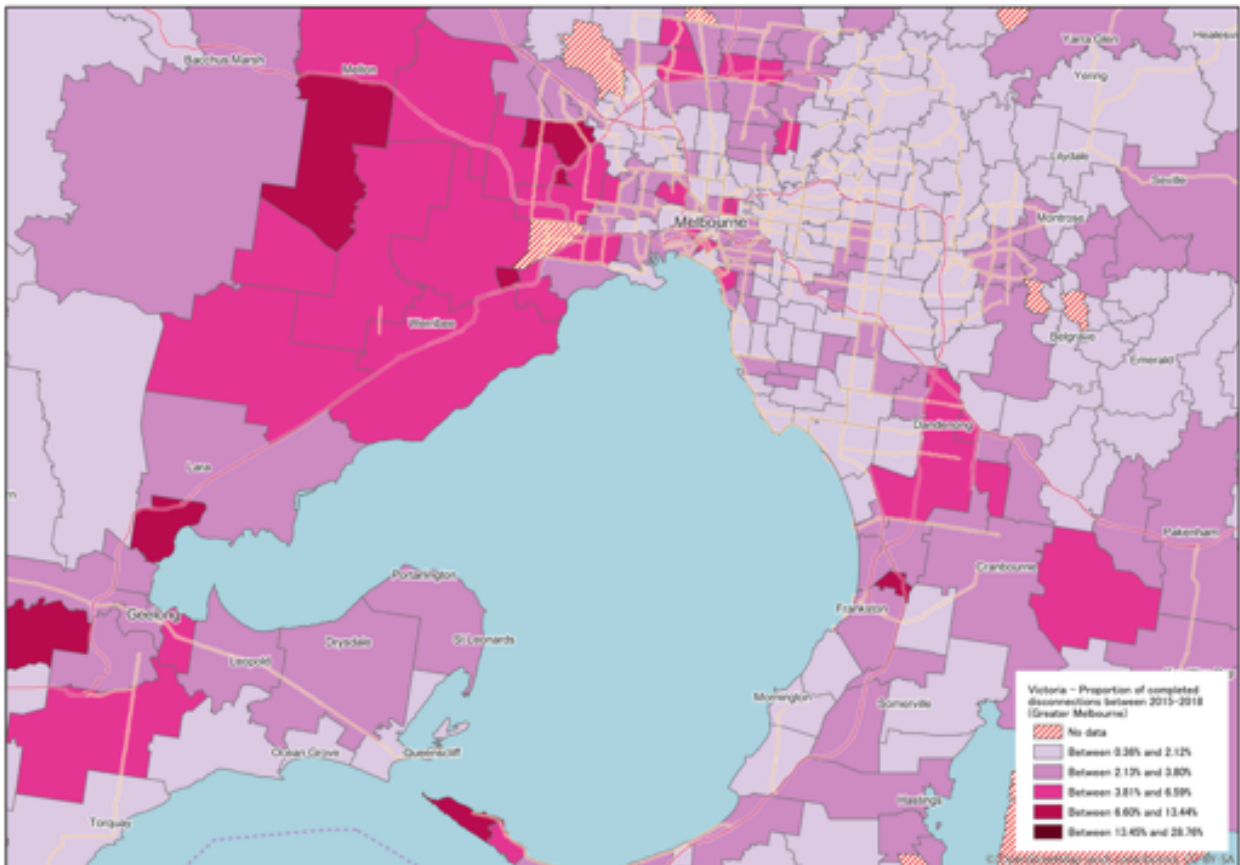 Yarra Glen
Healesvi
Bacchus Marsh
Melton
Yering
Lilydale
Seville
Montrose
Melbourne
Werribee
Belgrave
Emerald
Dandenong
Lara
Pakenham
Cranbourne
Portarlington
Frankston
Geelong
Drysdale
St Leonards
Leopold
Mornington
Somerville
Ocean Grove
Queenscliff
Torquay
Hastings
Victoria - Proportion of completed
disconnections between 2015-2018
(Greater Melbourne)
No data
Between 0.36% and 2.12%
Between 2.13% and 3.80%
Between 3.81% and 6.59%
Between 6.60% and 13.44%
Between 13.45% and 28.76%